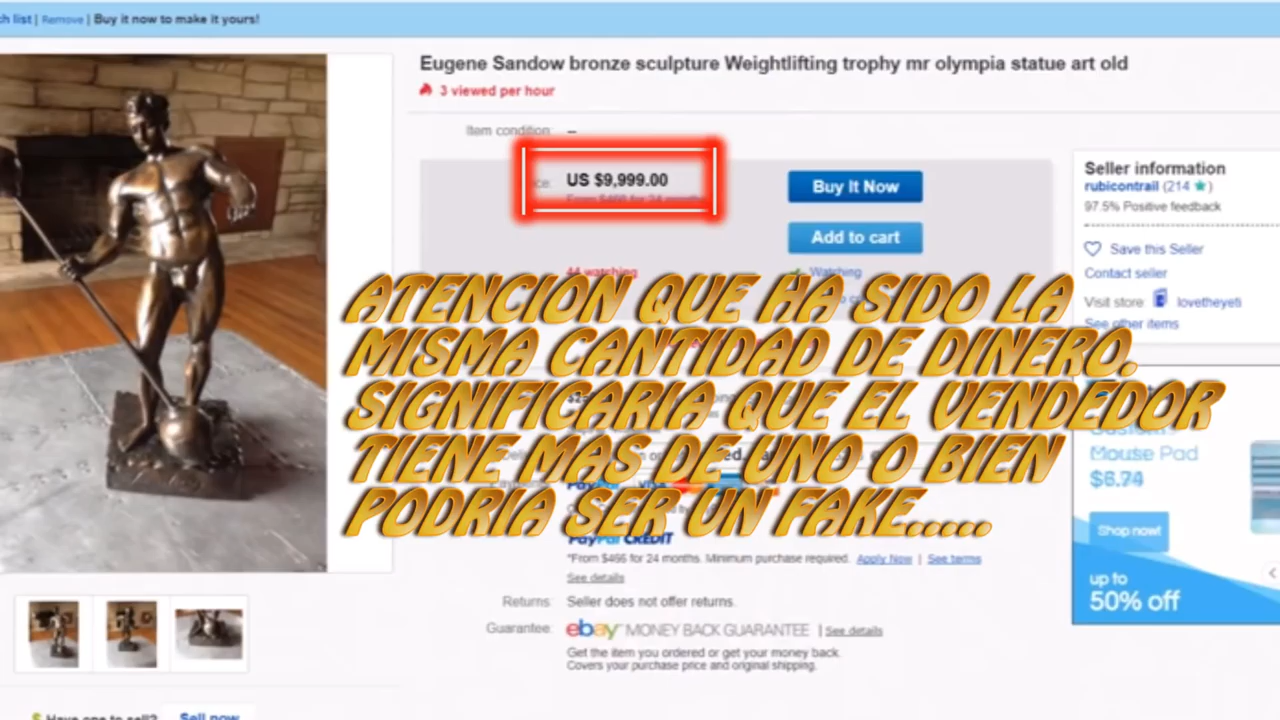 ch list | Remove | Buy it now to make it yours!
Eugene Sandow bronze sculpture Weightlifting trophy mr olympia statue art old
3 viewed per hour
Item condition: --
US $9,999.00
Buy It Now
Add to cart
44 watching
Watching
Seller information
rubicontrail (214 ★)
97.5% Positive feedback
Save this Seller
Contact seller
Visit store: lovetheyeti
See other items
ATENCION QUE HA SIDO LA
MISMA CANTIDAD DE DINERO.
SIGNIFICARIA QUE EL VENDEDOR
TIENE MAS DE UNO O BIEN
PODRIA SER UN FAKE.....
Mouse Pad
$6.74
Shop now!
up to
50% off
PayPal CREDIT
*From $466 for 24 months. Minimum purchase required. Apply Now | See terms
See details
Returns: Seller does not offer returns.
Guarantee: ebay MONEY BACK GUARANTEE | See details
Get the item you ordered or get your money back.
Covers your purchase price and original shipping.
Have one to sell? Sell now